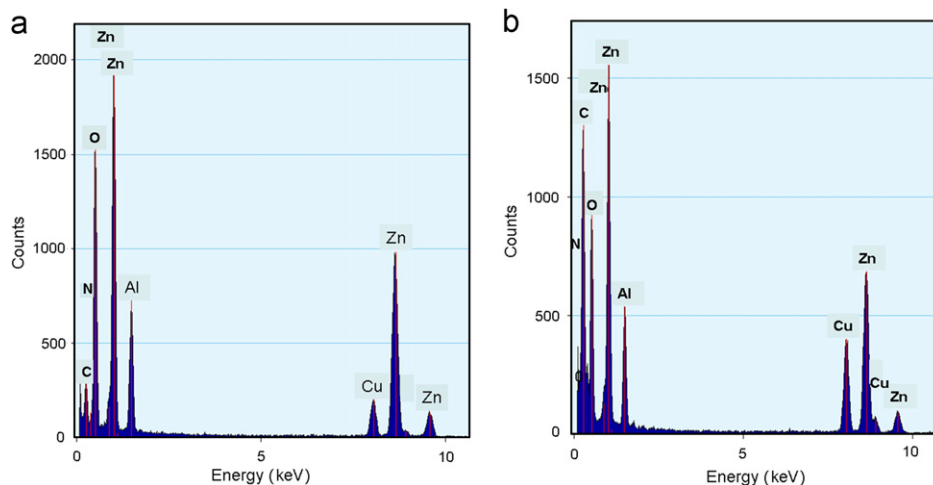 a
Zn
Zn
O
N
C
Al
Cu
Zn
Zn
2000
1500
1000
500
0
Counts
0 5 10
Energy (keV)
b
Zn
Zn
C
O
N
Al
Cu
Zn
Cu
Zn
1500
1000
500
0
Counts
0 5 10
Energy (keV)